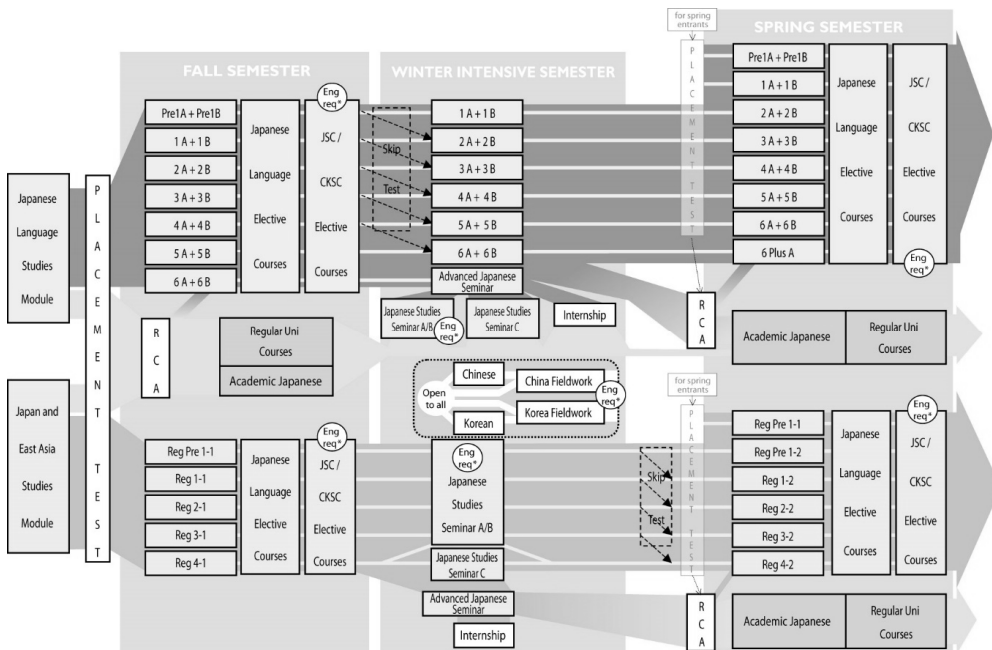 for spring
entrants
SPRING SEMESTER
FALL SEMESTER
WINTER INTENSIVE SEMESTER
Japanese
Language
Studies
Module
Japan and
East Asia
Studies
Module
PLACEMENT TEST
Pre1A + Pre1B
1 A + 1 B
2 A + 2 B
3 A + 3 B
4 A + 4 B
5 A + 5 B
6 A + 6 B
Japanese
Language
Elective
Courses
Eng
req*
JSC /
CKSC
Elective
Courses
Skip
Test
1 A + 1 B
2 A + 2 B
3 A + 3 B
4 A + 4 B
5 A + 5 B
6 A + 6 B
Advanced Japanese
Seminar
Japanese Studies
Seminar A/B
Eng
req*
Japanese Studies
Seminar C
Internship
PLACEMENT TEST
Pre1A + Pre1B
1 A + 1 B
2 A + 2 B
3 A + 3 B
4 A + 4 B
5 A + 5 B
6 A + 6 B
6 Plus A
Japanese
Language
Elective
Courses
JSC /
CKSC
Elective
Courses
Eng
req*
RCA
Regular Uni
Courses
Academic Japanese
RCA
Academic Japanese
Regular Uni
Courses
Open
to all
Chinese
Korean
China Fieldwork
Korea Fieldwork
Eng
req*
Reg Pre 1-1
Reg 1-1
Reg 2-1
Reg 3-1
Reg 4-1
Japanese
Language
Elective
Courses
Eng
req*
JSC /
CKSC
Elective
Courses
Eng
req*
Japanese
Studies
Seminar A/B
Japanese Studies
Seminar C
Advanced Japanese
Seminar
Internship
Skip
Test
for spring
entrants
PLACEMENT TEST
Reg Pre 1-1
Reg Pre 1-2
Reg 1-2
Reg 2-2
Reg 3-2
Reg 4-2
Japanese
Language
Elective
Courses
Eng
req*
JSC /
CKSC
Elective
Courses
RCA
Academic Japanese
Regular Uni
Courses